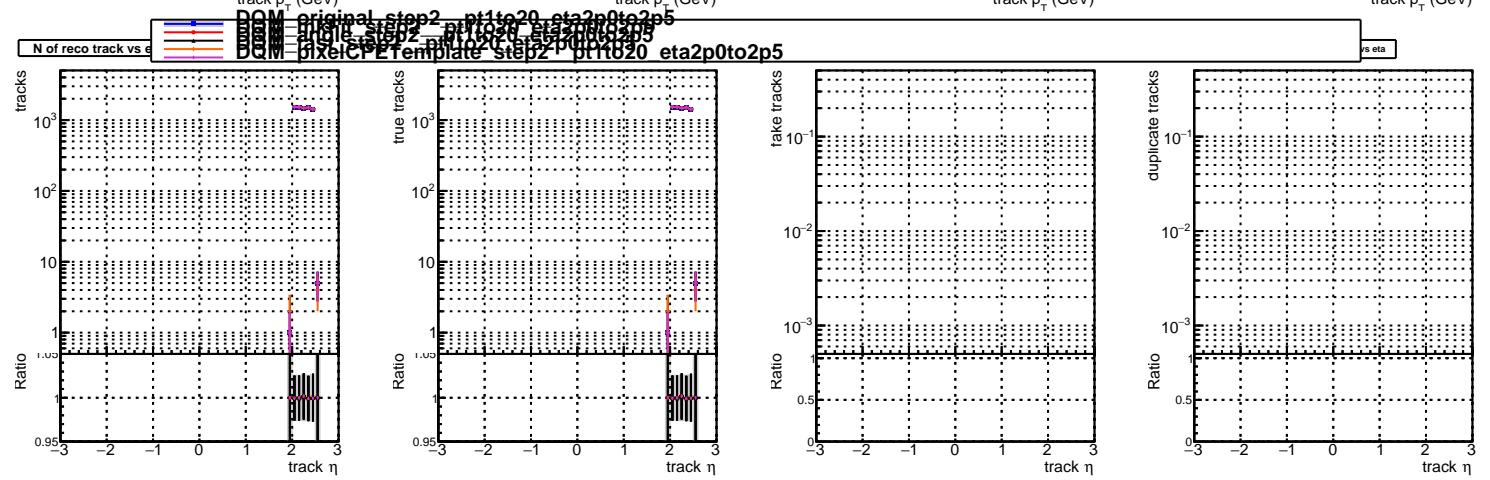 track p_T (GeV) track p_T (GeV) track p_T (GeV) track p_T (GeV)
DQM_original_step2__pt1to20_eta2p0to2p5
DQM_pixelCPETemplate_step2__pt1to20_eta2p0to2p5
N of reco track vs e
vs eta
tracks
10³
10²
10
1
Ratio
1.05
1
0.95
−3 −2 −1 0 1 2 3
track η
true tracks
10³
10²
10
1
Ratio
1.05
1
0.95
−3 −2 −1 0 1 2 3
track η
fake tracks
10⁻¹
10⁻²
10⁻³
Ratio
1
0.5
0
−3 −2 −1 0 1 2 3
track η
duplicate tracks
10⁻¹
10⁻²
10⁻³
Ratio
1
0.5
0
−3 −2 −1 0 1 2 3
track η